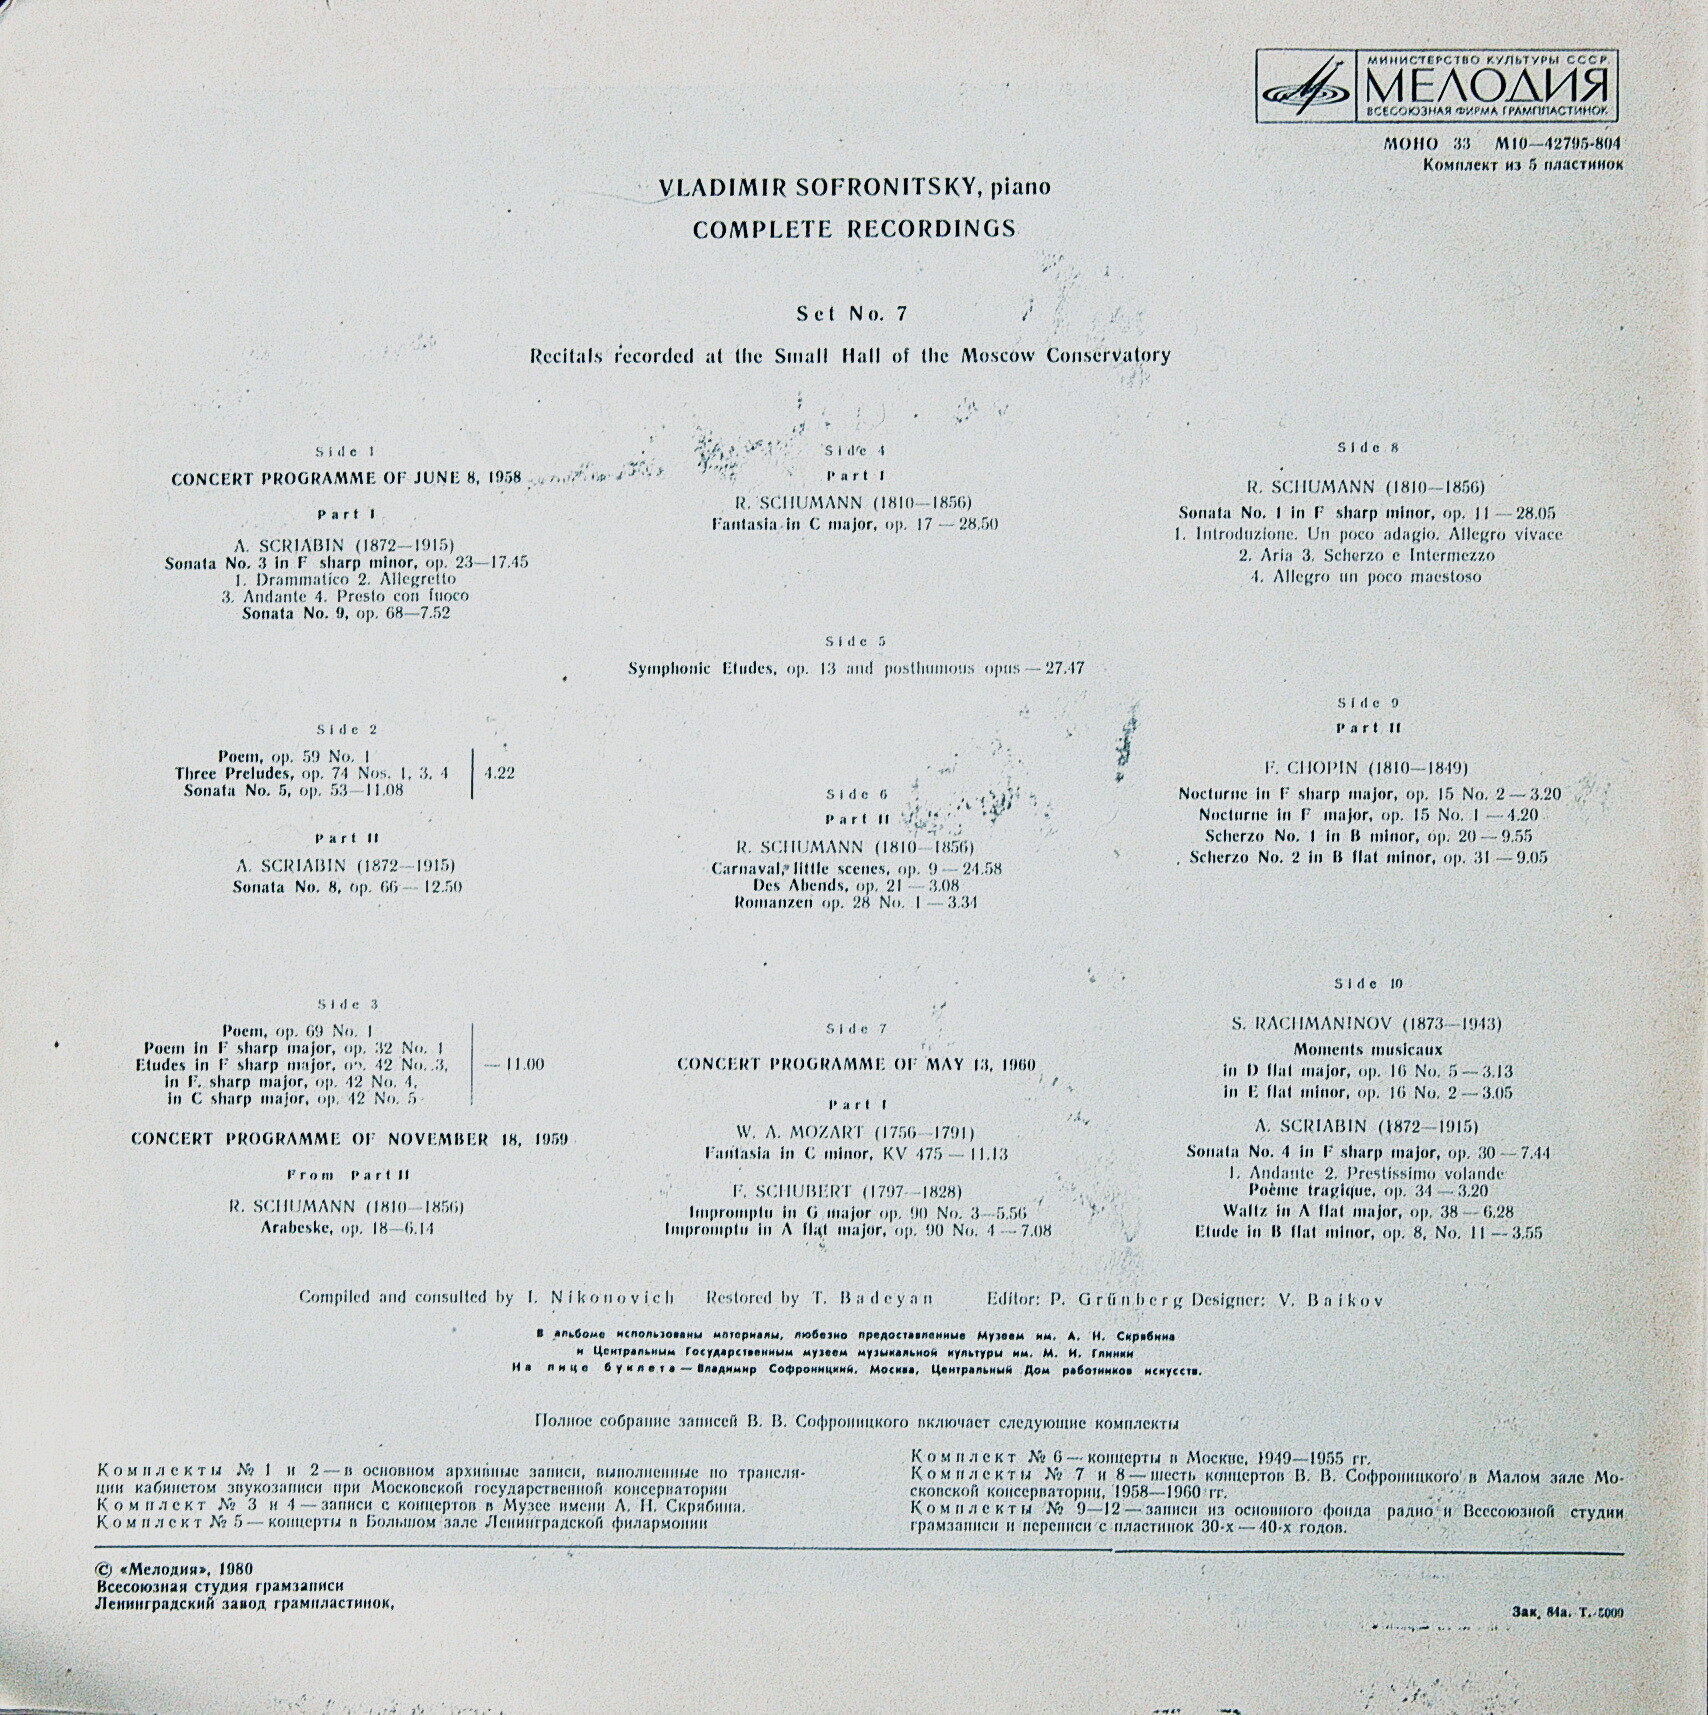 МИНИСТЕРСТВО КУЛЬТУРЫ СССР
МЕЛОДИЯ
ВСЕСОЮЗНАЯ ФИРМА ГРАМПЛАСТИНОК
МОНО 33 М10—42795-804
Комплект из 5 пластинок
VLADIMIR SOFRONITSKY, piano
COMPLETE RECORDINGS
Set No. 7
Recitals recorded at the Small Hall of the Moscow Conservatory
Side 1
CONCERT PROGRAMME OF JUNE 8, 1958
Part I
A. SCRIABIN (1872—1915)
Sonata No. 3 in F sharp minor, op. 23—17.45
1. Drammatico 2. Allegretto
3. Andante 4. Presto con fuoco
Sonata No. 9, op. 68—7.52
Side 2
Poem, op. 59 No. 1
Three Preludes, op. 74 Nos. 1, 3, 4
4.22
Sonata No. 5, op. 53—11.08
Part II
A. SCRIABIN (1872—1915)
Sonata No. 8, op. 66—12.50
Side 3
Poem, op. 69 No. 1
Poem in F sharp major, op. 32 No. 1
Etudes in F sharp major, op. 42 No. 3,
—11.00
in F. sharp major, op. 42 No. 4,
in C sharp major, op. 42 No. 5
CONCERT PROGRAMME OF NOVEMBER 18, 1959
From Part II
R. SCHUMANN (1810—1856)
Arabeske, op. 18—6.14
Side 4
Part I
R. SCHUMANN (1810—1856)
Fantasia in C major, op. 17—28.50
Side 5
Symphonic Etudes, op. 13 and posthumous opus—27.47
Side 6
Part II
R. SCHUMANN (1810—1856)
Carnaval, little scenes, op. 9—24.58
Des Abends, op. 21—3.08
Romanzen op. 28 No. 1—3.34
Side 7
CONCERT PROGRAMME OF MAY 13, 1960
Part I
W. A. MOZART (1756—1791)
Fantasia in C minor, KV 475—11.13
F. SCHUBERT (1797—1828)
Impromptu in G major op. 90 No. 3—5.56
Impromptu in A flat major, op. 90 No. 4—7.08
Side 8
R. SCHUMANN (1810—1856)
Sonata No. 1 in F sharp minor, op. 11—28.05
1. Introduzione. Un poco adagio. Allegro vivace
2. Aria 3. Scherzo e Intermezzo
4. Allegro un poco maestoso
Side 9
Part II
F. CHOPIN (1810—1849)
Nocturne in F sharp major, op. 15 No. 2—3.20
Nocturne in F major, op. 15 No. 1—4.20
Scherzo No. 1 in B minor, op. 20—9.55
Scherzo No. 2 in B flat minor, op. 31—9.05
Side 10
S. RACHMANINOV (1873—1943)
Moments musicaux
in D flat major, op. 16 No. 5—3.13
in E flat minor, op. 16 No. 2—3.05
A. SCRIABIN (1872—1915)
Sonata No. 4 in F sharp major, op. 30—7.44
1. Andante 2. Prestissimo volande
Poème tragique, op. 34—3.20
Waltz in A flat major, op. 38—6.28
Etude in B flat minor, op. 8, No. 11—3.55
Compiled and consulted by I. Nikonovich Restored by T. Badeyan Editor: P. Grünberg Designer: V. Baikov
В альбоме использованы материалы, любезно предоставленные Музеем им. А. Н. Скрябина
и Центральным Государственным музеем музыкальной культуры им. М. И. Глинки
На лице буклета—Владимир Софроницкий. Москва, Центральный Дом работников искусств.
Полное собрание записей В. В. Софроницкого включает следующие комплекты
Комплекты № 1 и 2—в основном архивные записи, выполненные по трансля-
ции кабинетом звукозаписи при Московской государственной консерватории
Комплект № 3 и 4—записи с концертов в Музее имени А. Н. Скрябина.
Комплект № 5—концерты в Большом зале Ленинградской филармонии
Комплект № 6—концерты в Москве, 1949—1955 гг.
Комплекты № 7 и 8—шесть концертов В. В. Софроницкого в Малом зале Мо-
сковской консерватории, 1958—1960 гг.
Комплекты № 9—12—записи из основного фонда радио и Всесоюзной студии
грамзаписи и переписи с пластинок 30-х—40-х годов.
© «Мелодия», 1980
Всесоюзная студия грамзаписи
Ленинградский завод грампластинок,
Зак. 84а. Т. 5000